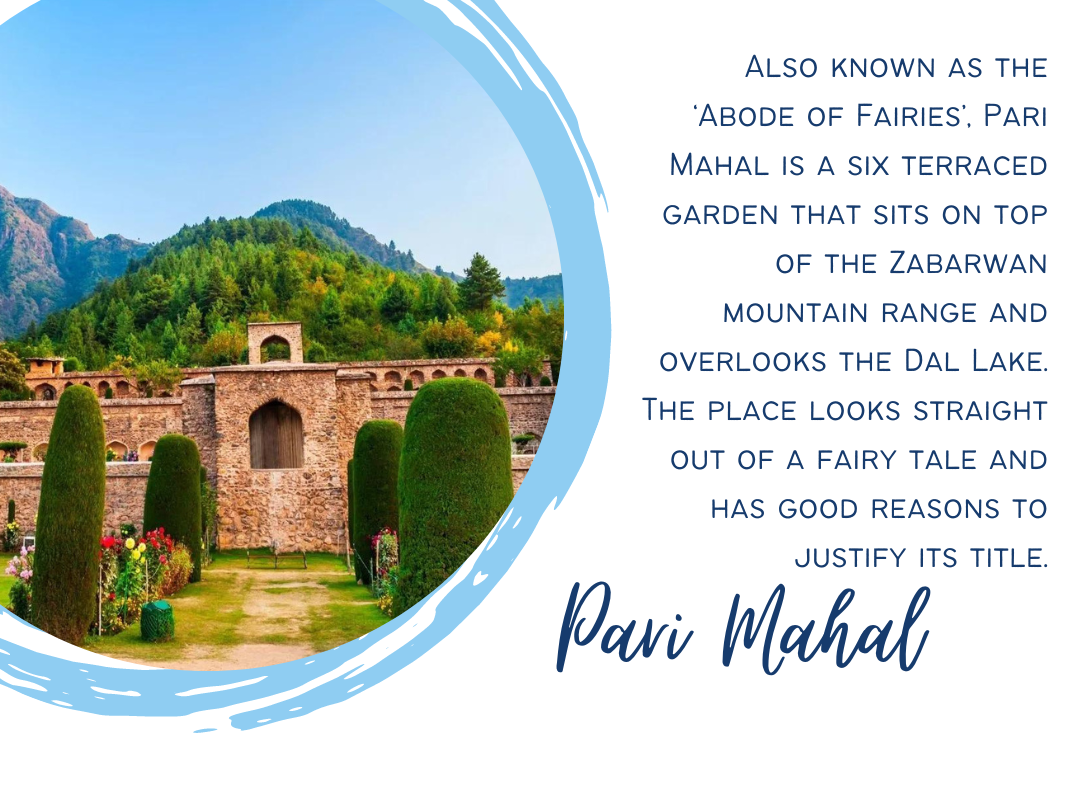 Also known as the
‘Abode of Fairies’, Pari
Mahal is a six terraced
garden that sits on top
of the Zabarwan
mountain range and
overlooks the Dal Lake.
The place looks straight
out of a fairy tale and
has good reasons to
justify its title.
Pari Mahal